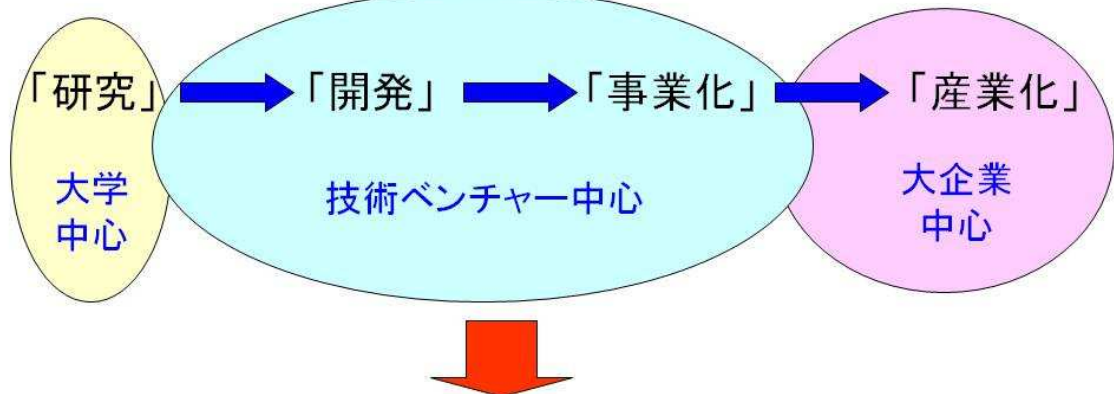 「研究」 「開発」 「事業化」 「産業化」
大学
中心
技術ベンチャー中心
大企業
中心